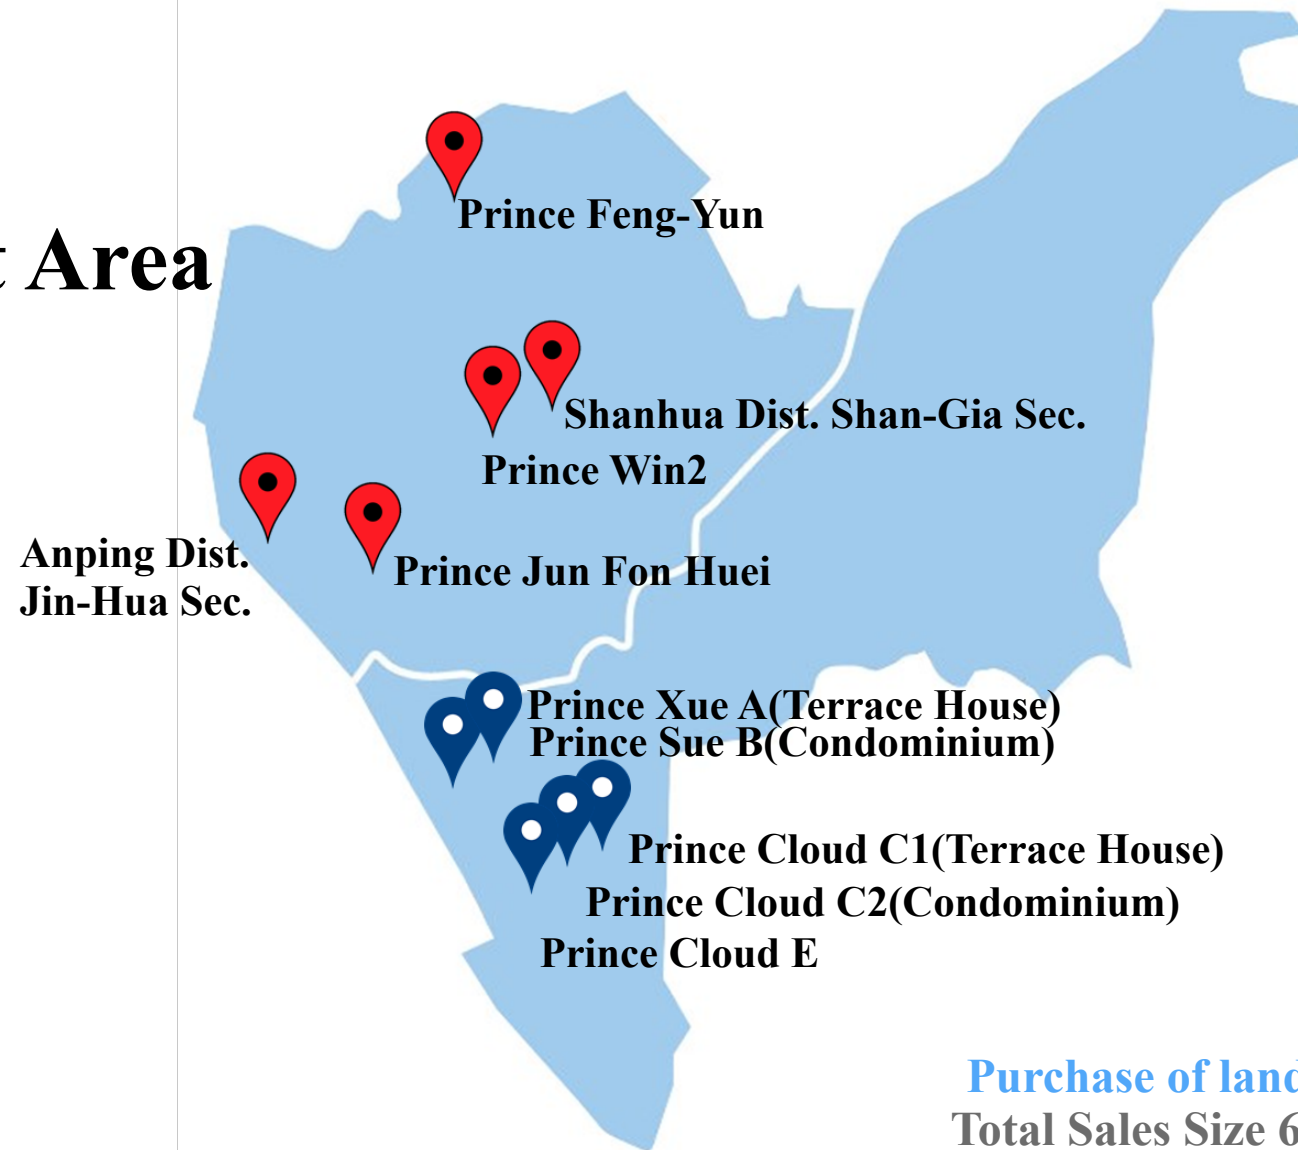 Prince Feng-Yun
t Area
Shanhua Dist. Shan-Gia Sec.
Prince Win2
Anping Dist.
Jin-Hua Sec.
Prince Jun Fon Huei
Prince Xue A(Terrace House)
Prince Sue B(Condominium)
Prince Cloud C1(Terrace House)
Prince Cloud C2(Condominium)
Prince Cloud E
Purchase of land
Total Sales Size 6